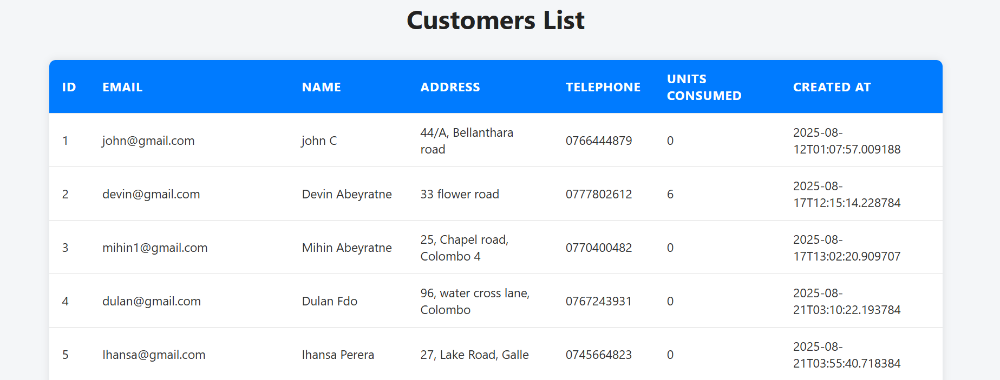 Customers List
ID EMAIL NAME ADDRESS TELEPHONE UNITS CONSUMED CREATED AT
1 john@gmail.com john C 44/A, Bellanthara road 0766444879 0 2025-08-12T01:07:57.009188
2 devin@gmail.com Devin Abeyratne 33 flower road 0777802612 6 2025-08-17T12:15:14.228784
3 mihin1@gmail.com Mihin Abeyratne 25, Chapel road, Colombo 4 0770400482 0 2025-08-17T13:02:20.909707
4 dulan@gmail.com Dulan Fdo 96, water cross lane, Colombo 0767243931 0 2025-08-21T03:10:22.193784
5 Ihansa@gmail.com Ihansa Perera 27, Lake Road, Galle 0745664823 0 2025-08-21T03:55:40.718384